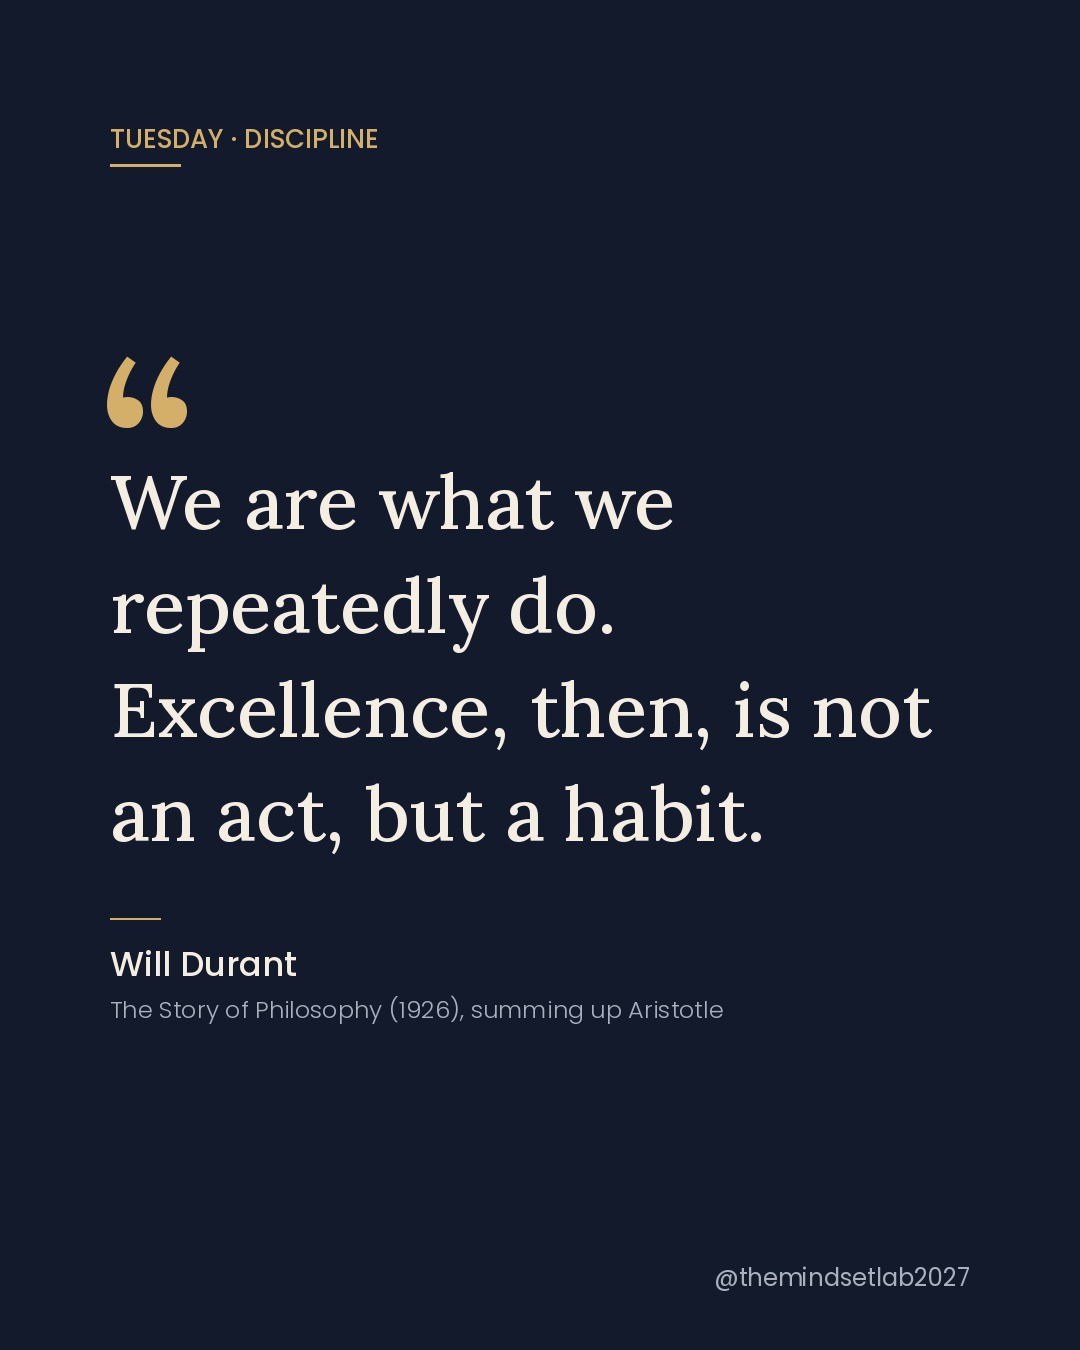 TUESDAY · DISCIPLINE
“
We are what we
repeatedly do.
Excellence, then, is not
an act, but a habit.
Will Durant
The Story of Philosophy (1926), summing up Aristotle
@themindsetlab2027